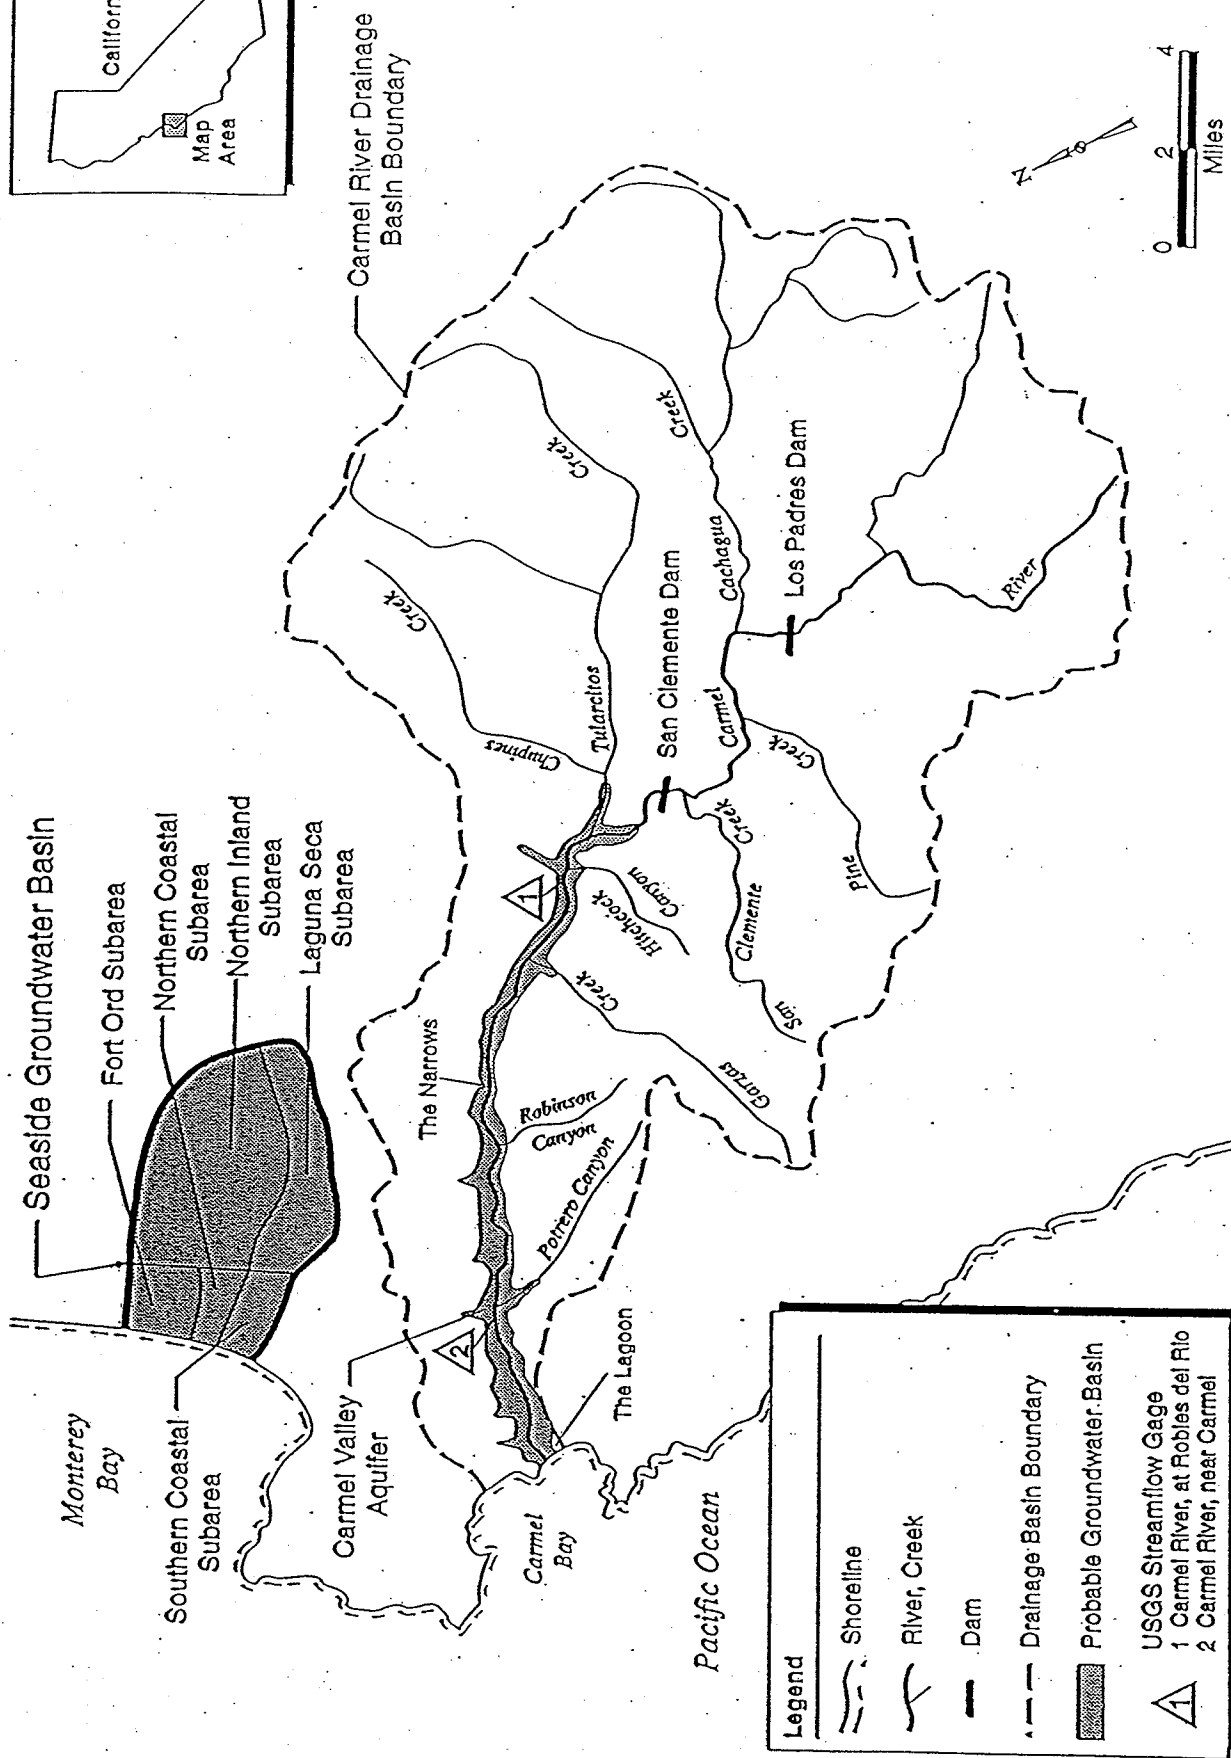 Californ
Map
Area
Carmel River Drainage
Basin Boundary
Seaside Groundwater Basin
Fort Ord Subarea
Northern Coastal
Subarea
Northern Inland
Subarea
Laguna Seca
Subarea
Monterey
Bay
Southern Coastal
Subarea
Carmel Valley
Aquifer
The Narrows
The Lagoon
Carmel
Bay
Pacific Ocean
Potrero Canyon
Robinson
Canyon
Garzas
Creek
Hitchcock
Canyon
San
Clemente
Creek
Pine
Creek
Chupines
Creek
Tularcitos
Creek
San Clemente Dam
Carmel
River
Cachagua
Creek
Los Padres Dam
1
2
N
0 2 4
Miles
Legend
Shoreline
River, Creek
Dam
Drainage Basin Boundary
Probable Groundwater Basin
1
USGS Streamflow Gage
1 Carmel River, at Robles del Rio
2 Carmel River, near Carmel